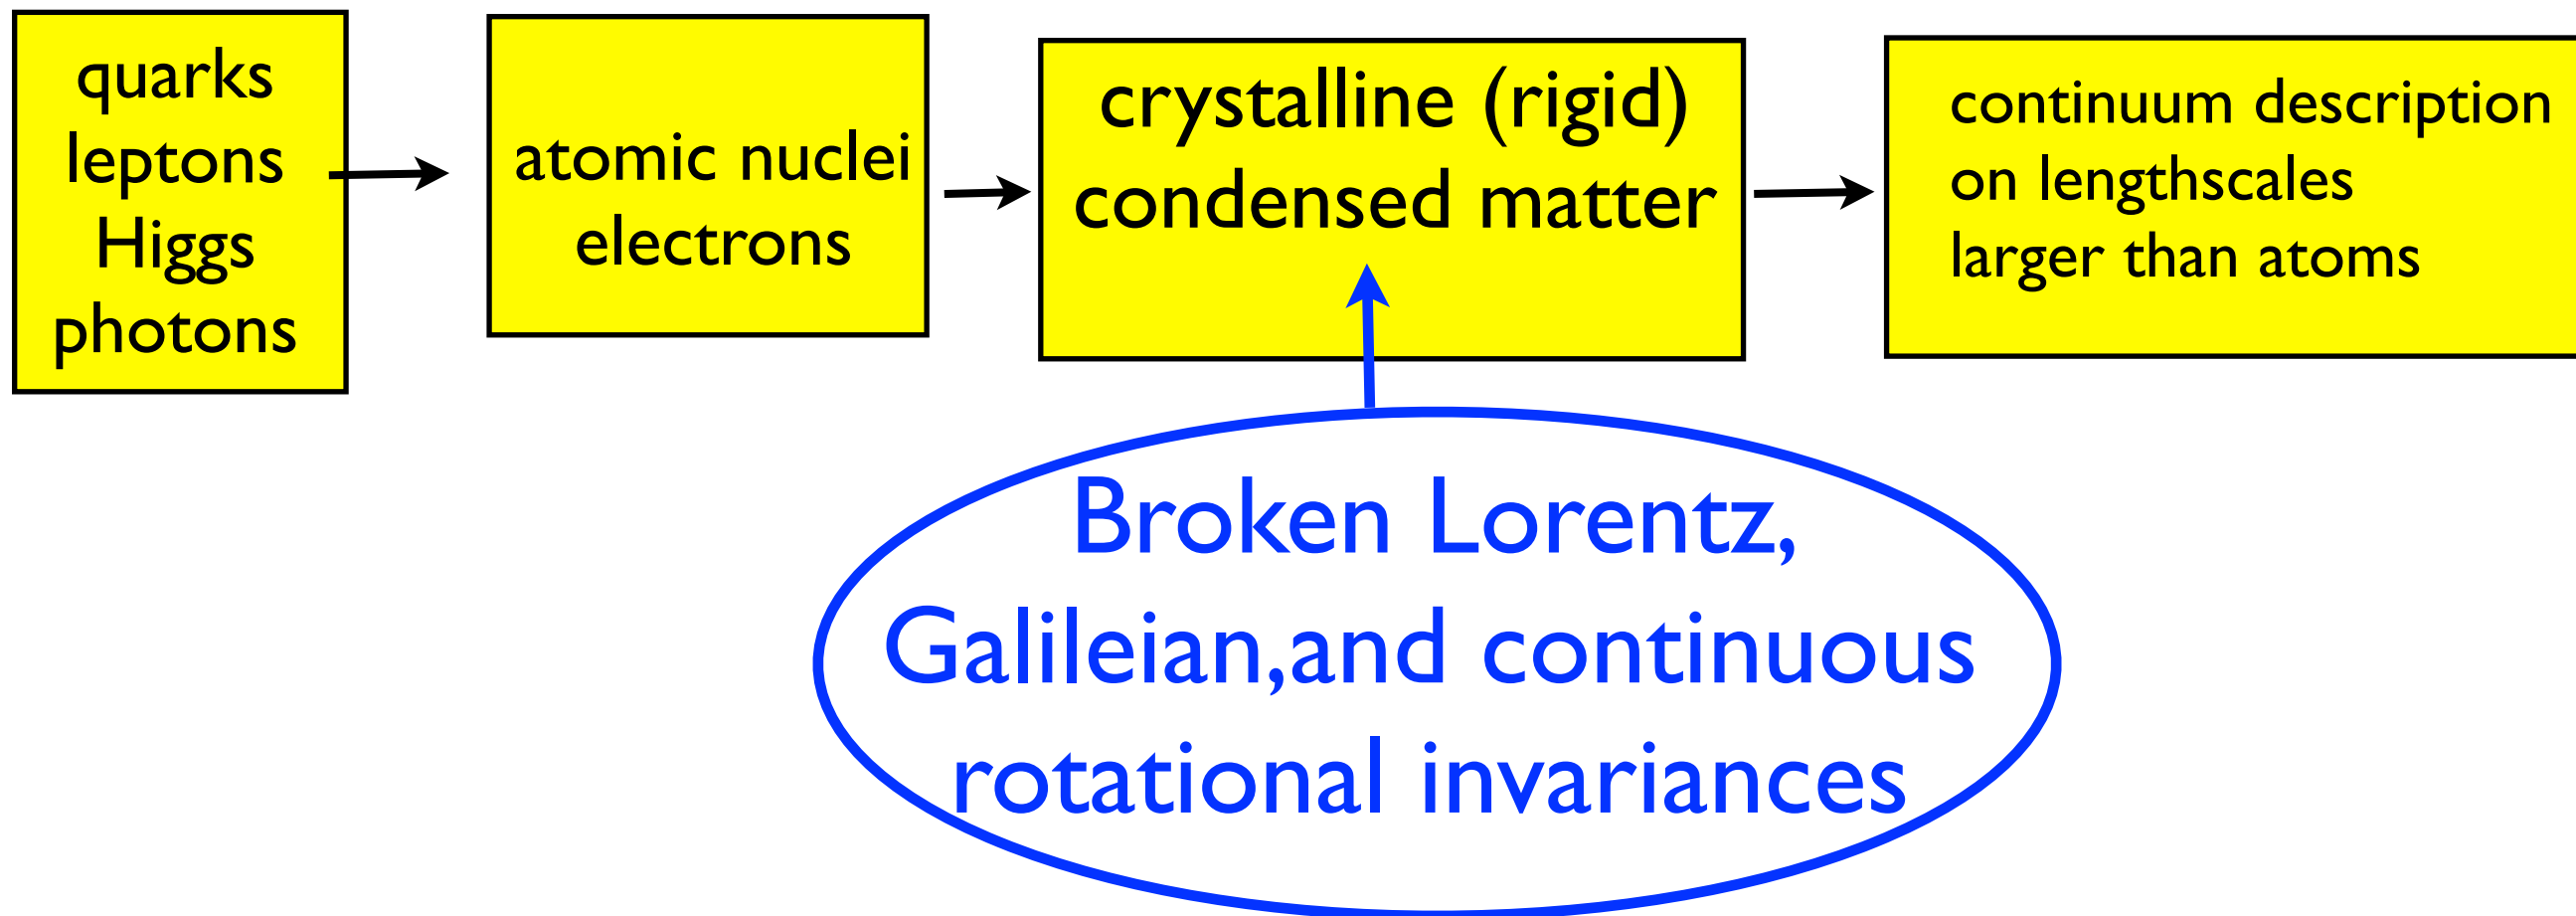 quarks
leptons
Higgs
photons
atomic nuclei
electrons
crystalline (rigid)
condensed matter
continuum description
on lengthscales
larger than atoms
Broken Lorentz,
Galileian,and continuous
rotational invariances